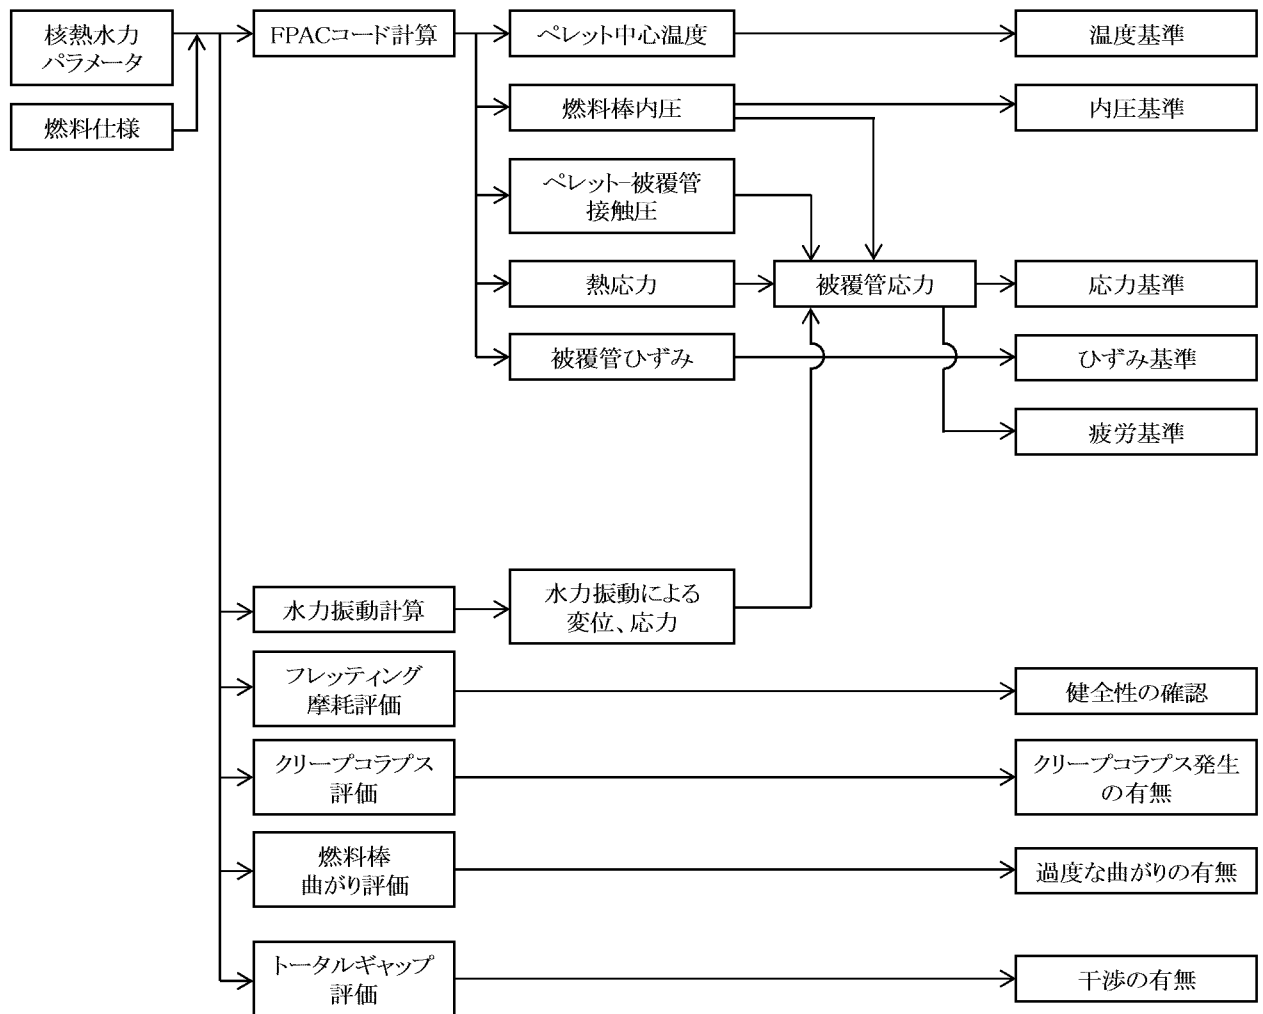 核熱水力
パラメータ
燃料仕様
FPACコード計算
ペレット中心温度
温度基準
燃料棒内圧
内圧基準
ペレット-被覆管
接触圧
熱応力
被覆管応力
応力基準
被覆管ひずみ
ひずみ基準
疲労基準
水力振動計算
水力振動による
変位、応力
フレッティング
摩耗評価
健全性の確認
クリープコラプス
評価
クリープコラプス発生
の有無
燃料棒
曲がり評価
過度な曲がりの有無
トータルギャップ
評価
干渉の有無